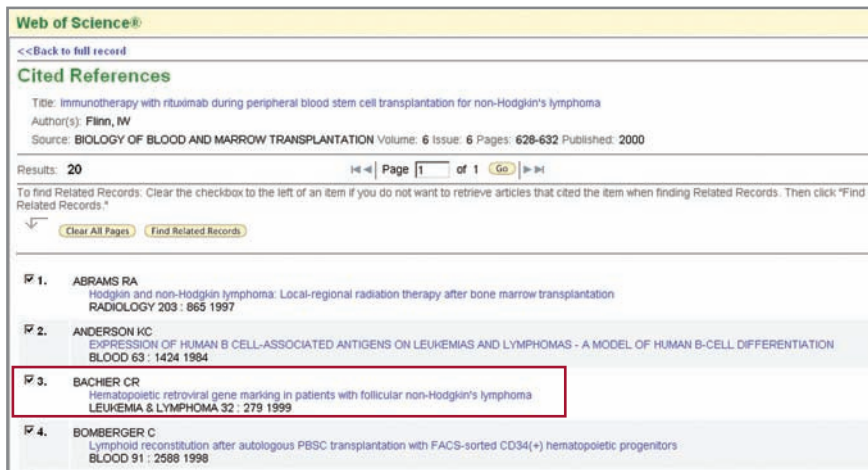 Web of Science®
<<Back to full record
Cited References
Title: Immunotherapy with rituximab during peripheral blood stem cell transplantation for non-Hodgkin's lymphoma
Author(s): Flinn, IW
Source: BIOLOGY OF BLOOD AND MARROW TRANSPLANTATION Volume: 6 Issue: 6 Pages: 628-632 Published: 2000
Results: 20 Page 1 of 1 Go
To find Related Records: Clear the checkbox to the left of an item if you do not want to retrieve articles that cited the item when finding Related Records. Then click "Find
Related Records."
Clear All Pages Find Related Records
1. ABRAMS RA
Hodgkin and non-Hodgkin lymphoma: Local-regional radiation therapy after bone marrow transplantation
RADIOLOGY 203 : 865 1997
2. ANDERSON KC
EXPRESSION OF HUMAN B CELL-ASSOCIATED ANTIGENS ON LEUKEMIAS AND LYMPHOMAS - A MODEL OF HUMAN B-CELL DIFFERENTIATION
BLOOD 63 : 1424 1984
3. BACHIER CR
Hematopoietic retroviral gene marking in patients with follicular non-Hodgkin's lymphoma
LEUKEMIA & LYMPHOMA 32 : 279 1999
4. BOMBERGER C
Lymphoid reconstitution after autologous PBSC transplantation with FACS-sorted CD34(+) hematopoietic progenitors
BLOOD 91 : 2588 1998